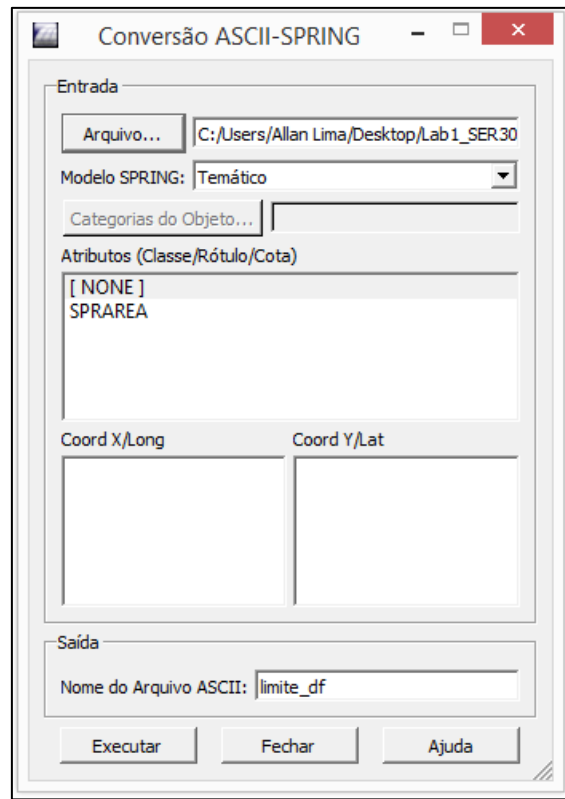 Conversão ASCII-SPRING
Entrada
Arquivo... C:/Users/Allan Lima/Desktop/Lab1_SER30
Modelo SPRING: Temático
Categorias do Objeto...
Atributos (Classe/Rótulo/Cota)
[ NONE ]
SPRAREA
Coord X/Long Coord Y/Lat
Saída
Nome do Arquivo ASCII: limite_df
Executar Fechar Ajuda